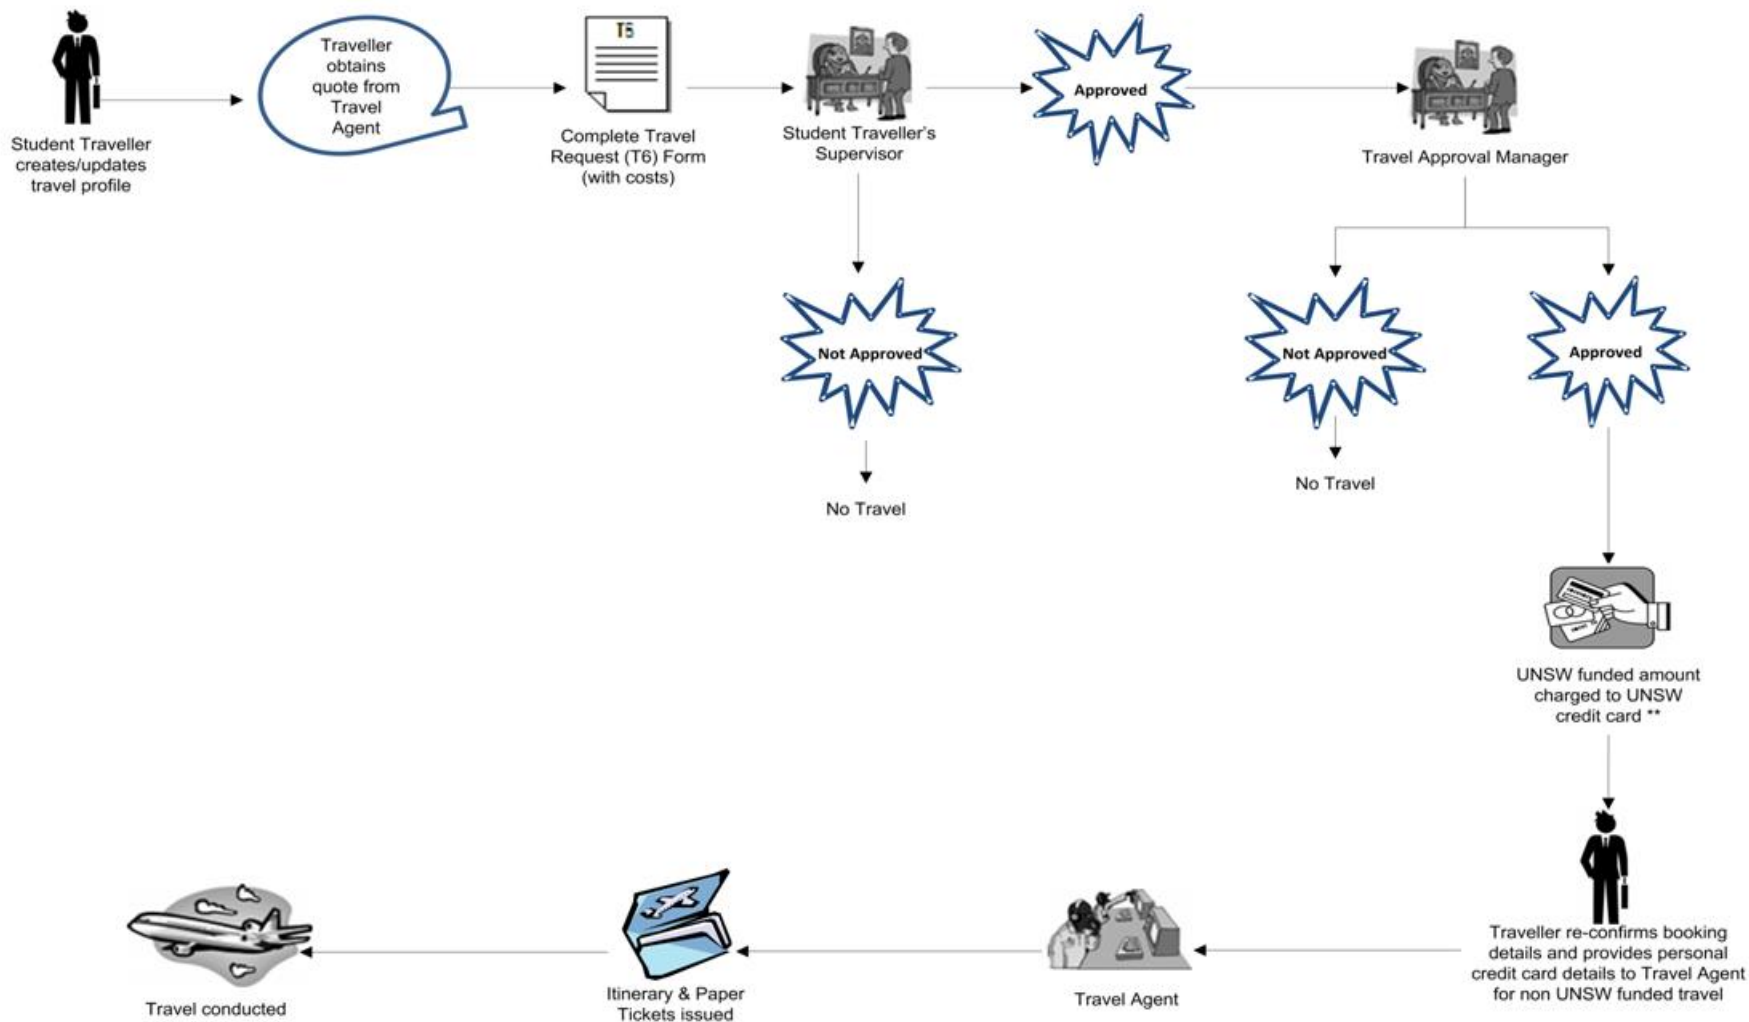 Student Traveller
creates/updates
travel profile
Traveller
obtains
quote from
Travel
Agent
T6
Complete Travel
Request (T6) Form
(with costs)
Student Traveller's
Supervisor
Approved
Travel Approval Manager
Not Approved
No Travel
Not Approved
No Travel
Approved
UNSW funded amount
charged to UNSW
credit card **
Traveller re-confirms booking
details and provides personal
credit card details to Travel Agent
for non UNSW funded travel
Travel Agent
Itinerary & Paper
Tickets issued
Travel conducted